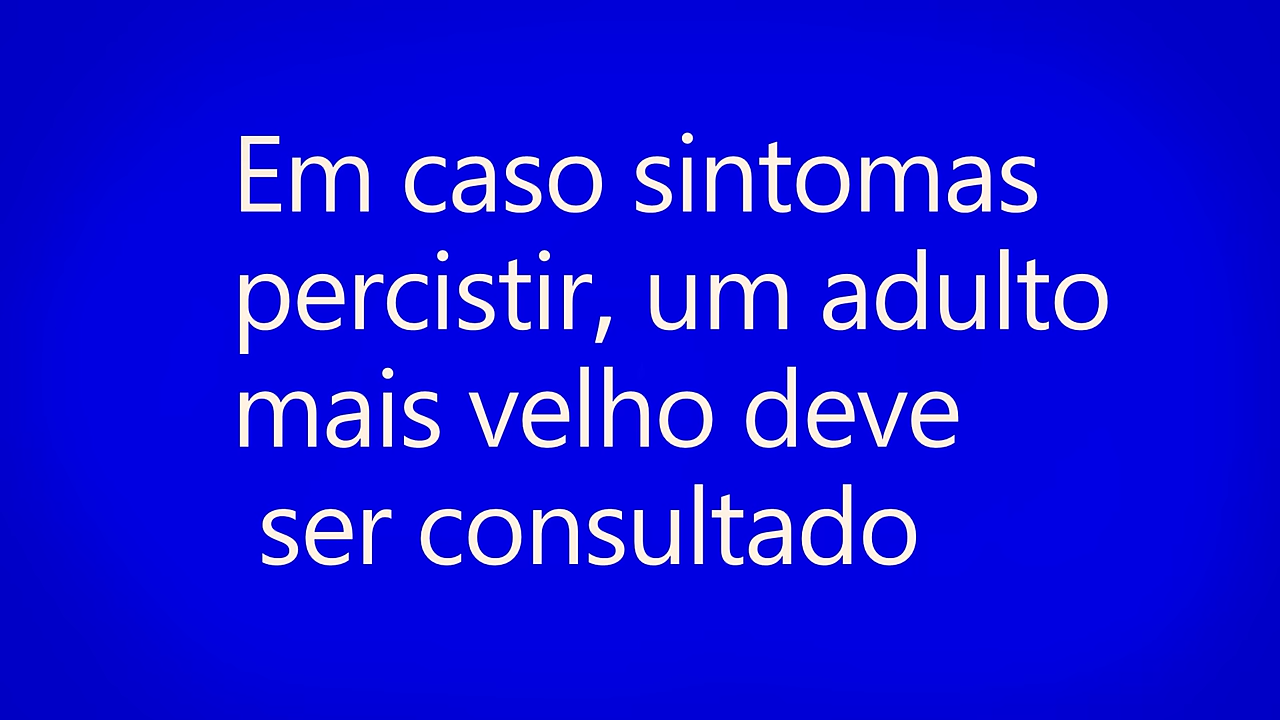 Em caso sintomas
percistir, um adulto
mais velho deve
ser consultado